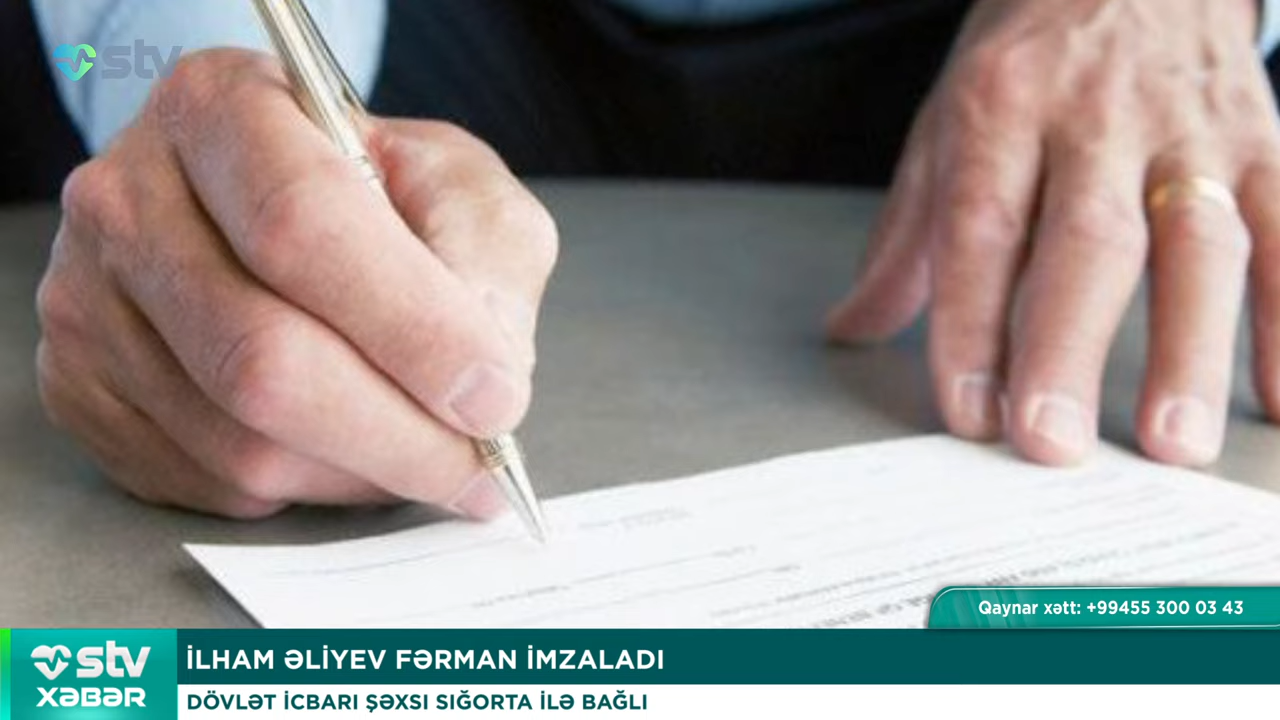 stv
Qaynar xətt: +99455 300 03 43
stv
XƏBƏR
İLHAM ƏLİYEV FƏRMAN İMZALADI
DÖVLƏT İCBARI ŞƏXSI SIĞORTA İLƏ BAĞLI